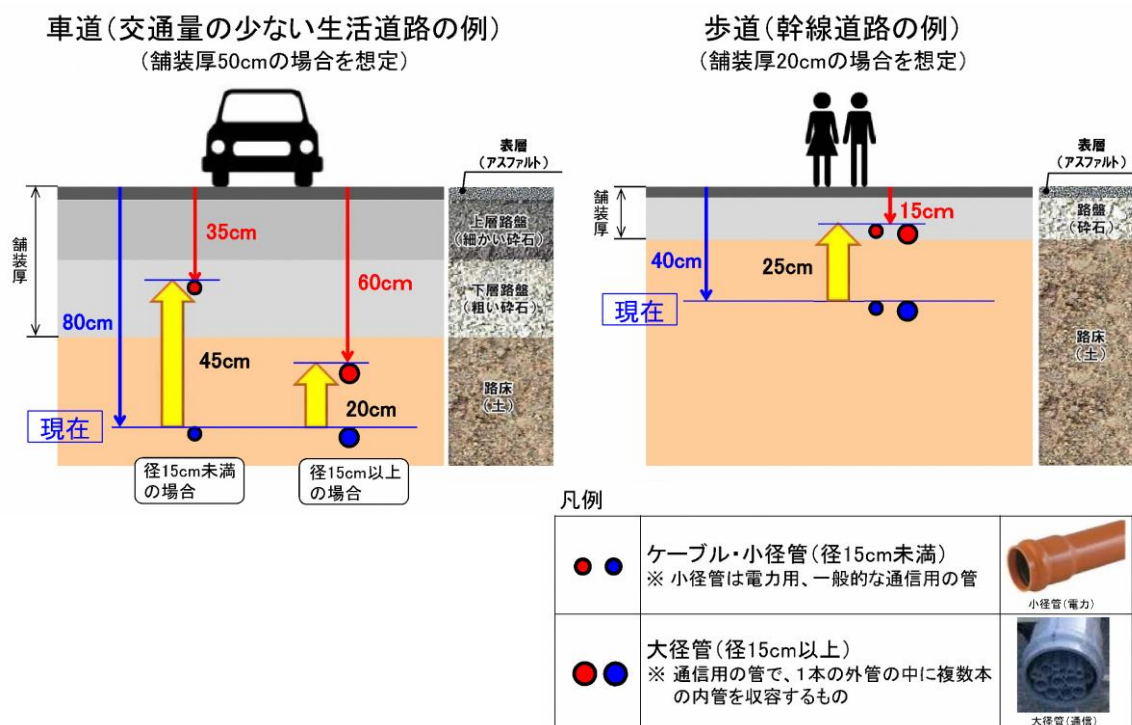 車道(交通量の少ない生活道路の例)
(舗装厚50cmの場合を想定)
表層
(アスファルト)
舗装厚
35cm
上層路盤
(細かい砕石)
60cm
下層路盤
(粗い砕石)
80cm
45cm
20cm
路床
(土)
現在
径15cm未満
の場合
径15cm以上
の場合
歩道(幹線道路の例)
(舗装厚20cmの場合を想定)
表層
(アスファルト)
舗装厚
15cm
路盤
(砕石)
40cm
25cm
現在
路床
(土)
凡例
ケーブル・小径管(径15cm未満)
※ 小径管は電力用、一般的な通信用の管
小径管(電力)
大径管(径15cm以上)
※ 通信用の管で、1本の外管の中に複数本
の内管を収容するもの
大径管(通信)